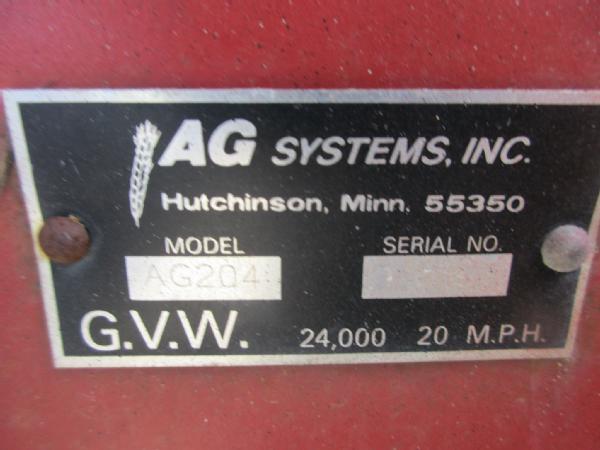 AG SYSTEMS, INC.
Hutchinson, Minn. 55350
MODEL SERIAL NO.
AG204
G.V.W. 24,000 20 M.P.H.